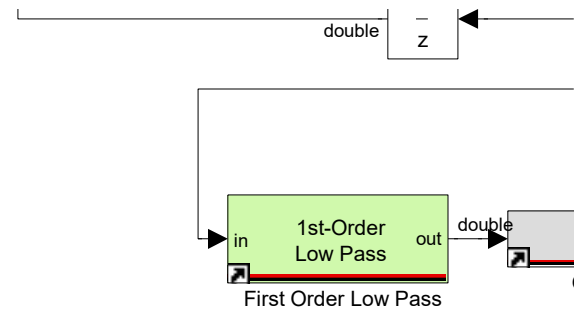 double
z
in
1st-Order
Low Pass
out
double
First Order Low Pass